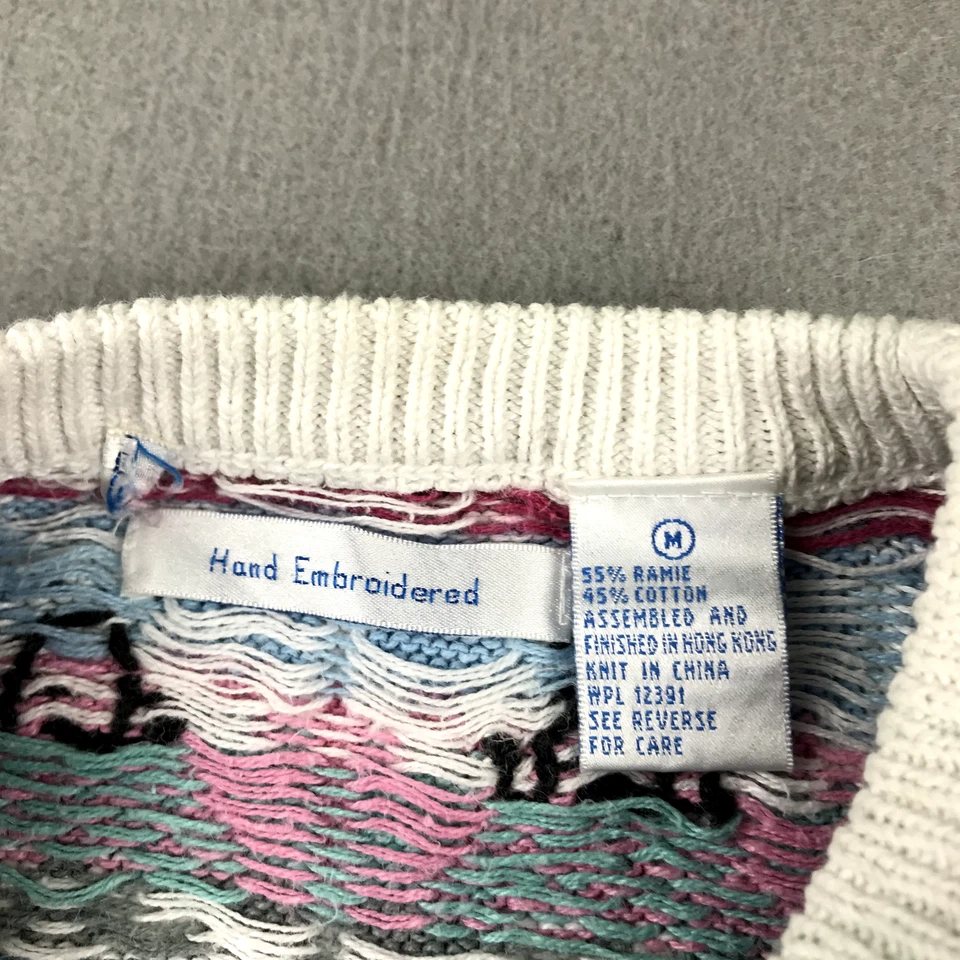 Hand Embroidered
M
55% RAMIE
45% COTTON
ASSEMBLED AND
FINISHED IN HONG KONG
KNIT IN CHINA
WPL 12391
SEE REVERSE
FOR CARE